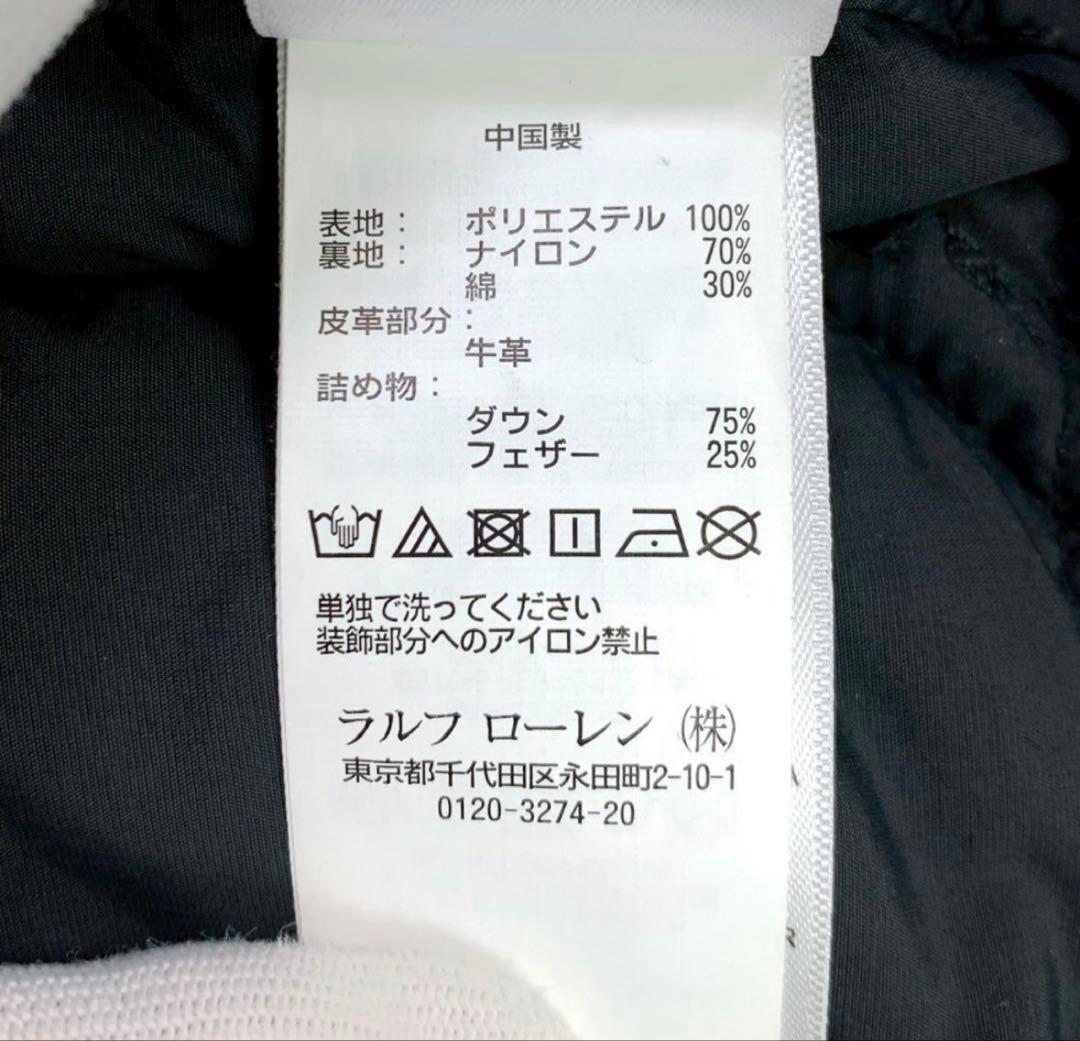 中国製
表地： ポリエステル 100%
裏地： ナイロン 70%
綿 30%
皮革部分：
牛革
詰め物：
ダウン 75%
フェザー 25%
単独で洗ってください
装飾部分へのアイロン禁止
ラルフ ローレン（株）
東京都千代田区永田町2-10-1
0120-3274-20